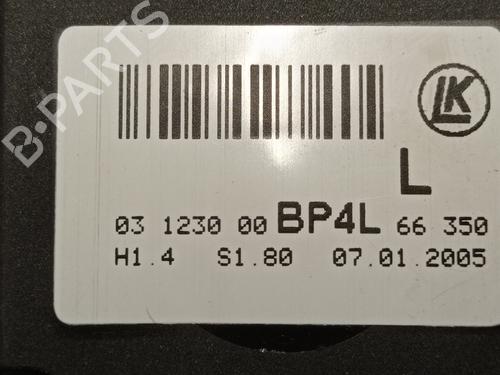 B-PARTS
LK
L
03 1230 00 BP4L 66 350
H1.4 S1.80 07.01.2005